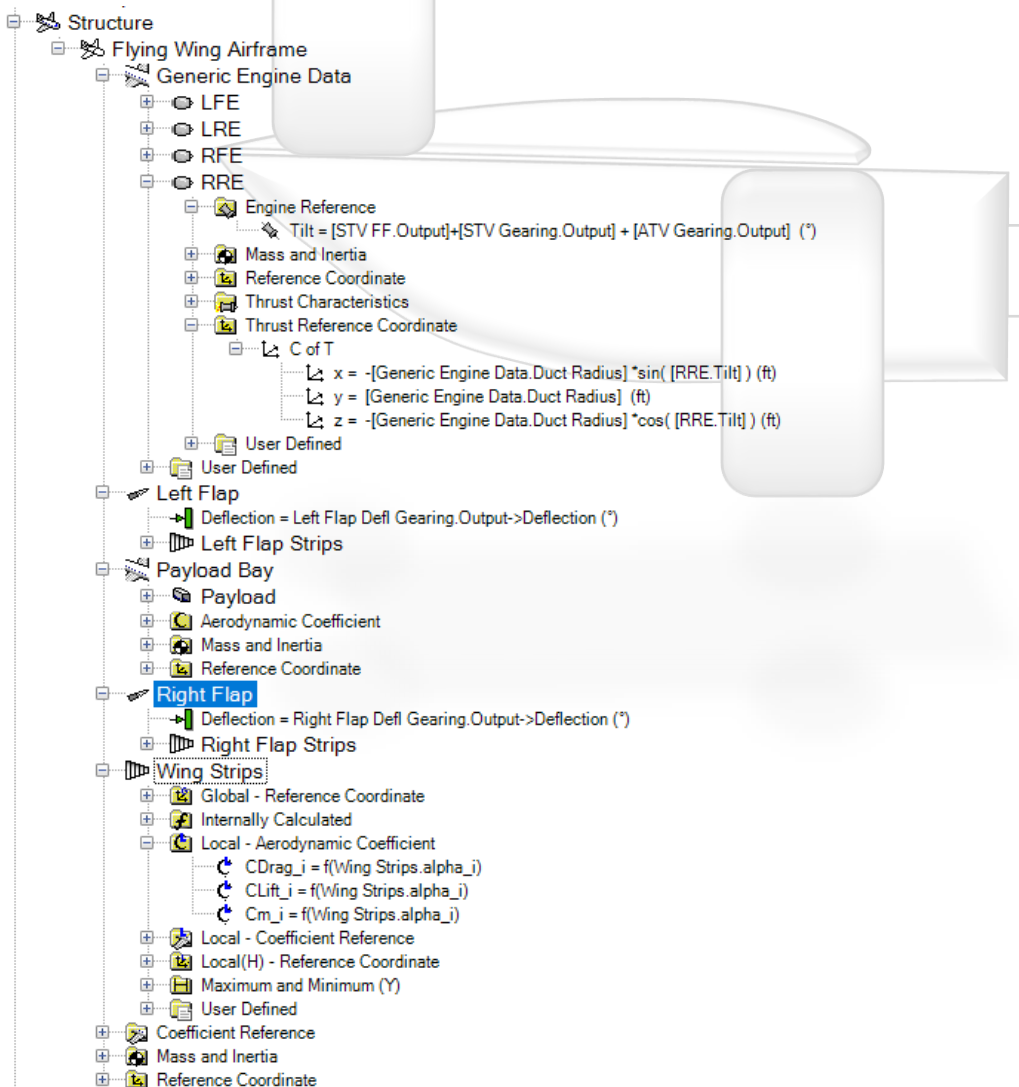 Structure
Flying Wing Airframe
Generic Engine Data
LFE
LRE
RFE
RRE
Engine Reference
Tilt = [STV FF.Output]+[STV Gearing.Output] + [ATV Gearing.Output] (°)
Mass and Inertia
Reference Coordinate
Thrust Characteristics
Thrust Reference Coordinate
C of T
x = -[Generic Engine Data.Duct Radius] *sin( [RRE.Tilt] ) (ft)
y = [Generic Engine Data.Duct Radius] (ft)
z = -[Generic Engine Data.Duct Radius] *cos( [RRE.Tilt] ) (ft)
User Defined
User Defined
Left Flap
Deflection = Left Flap Defl Gearing.Output->Deflection (°)
Left Flap Strips
Payload Bay
Payload
Aerodynamic Coefficient
Mass and Inertia
Reference Coordinate
Right Flap
Deflection = Right Flap Defl Gearing.Output->Deflection (°)
Right Flap Strips
Wing Strips
Global - Reference Coordinate
Internally Calculated
Local - Aerodynamic Coefficient
CDrag_i = f(Wing Strips.alpha_i)
CLift_i = f(Wing Strips.alpha_i)
Cm_i = f(Wing Strips.alpha_i)
Local - Coefficient Reference
Local(H) - Reference Coordinate
Maximum and Minimum (Y)
User Defined
Coefficient Reference
Mass and Inertia
Reference Coordinate